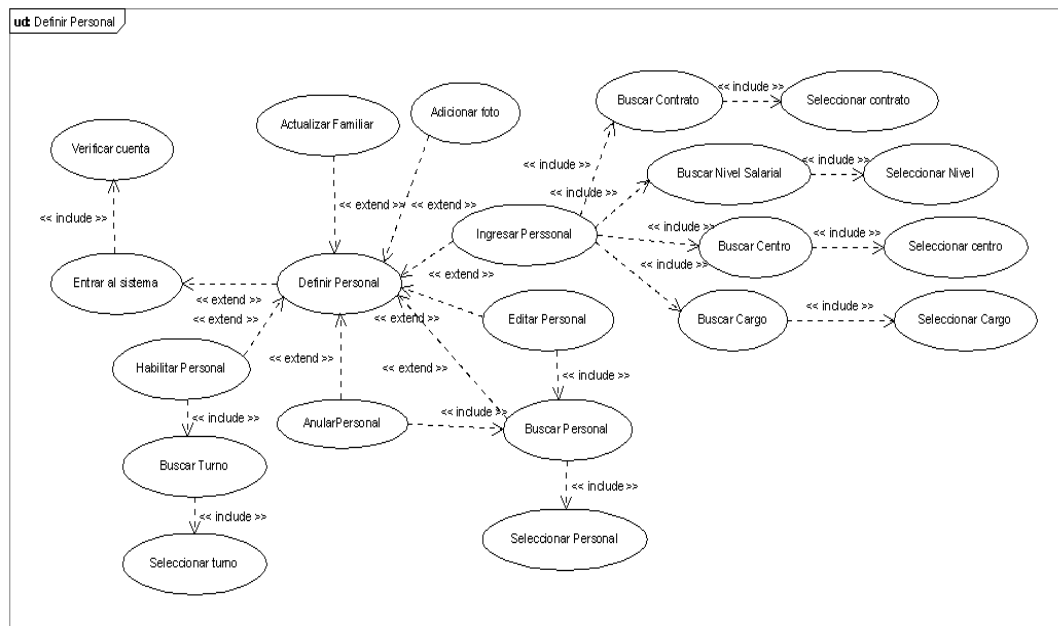 ud: Definir Personal
Buscar Contrato
<< include >>
Seleccionar contrato
Adicionar foto
Actualizar Familiar
Verificar cuenta
<< include >>
<< include >>
Buscar Nivel Salarial
Seleccionar Nivel
<< include >>
<< extend >>
<< extend >>
<< include >>
Ingresar Perssonal
<< include >>
<< include >>
Buscar Centro
Seleccionar centro
<< include >>
Entrar al sistema
Definir Personal
<< extend >>
<< extend >>
<< extend >>
<< extend >>
Editar Personal
Buscar Cargo
<< include >>
Seleccionar Cargo
Habilitar Personal
<< extend >>
<< extend >>
<< include >>
<< include >>
AnularPersonal
<< include >>
Buscar Personal
Buscar Turno
<< include >>
<< include >>
Seleccionar Personal
Seleccionar turno